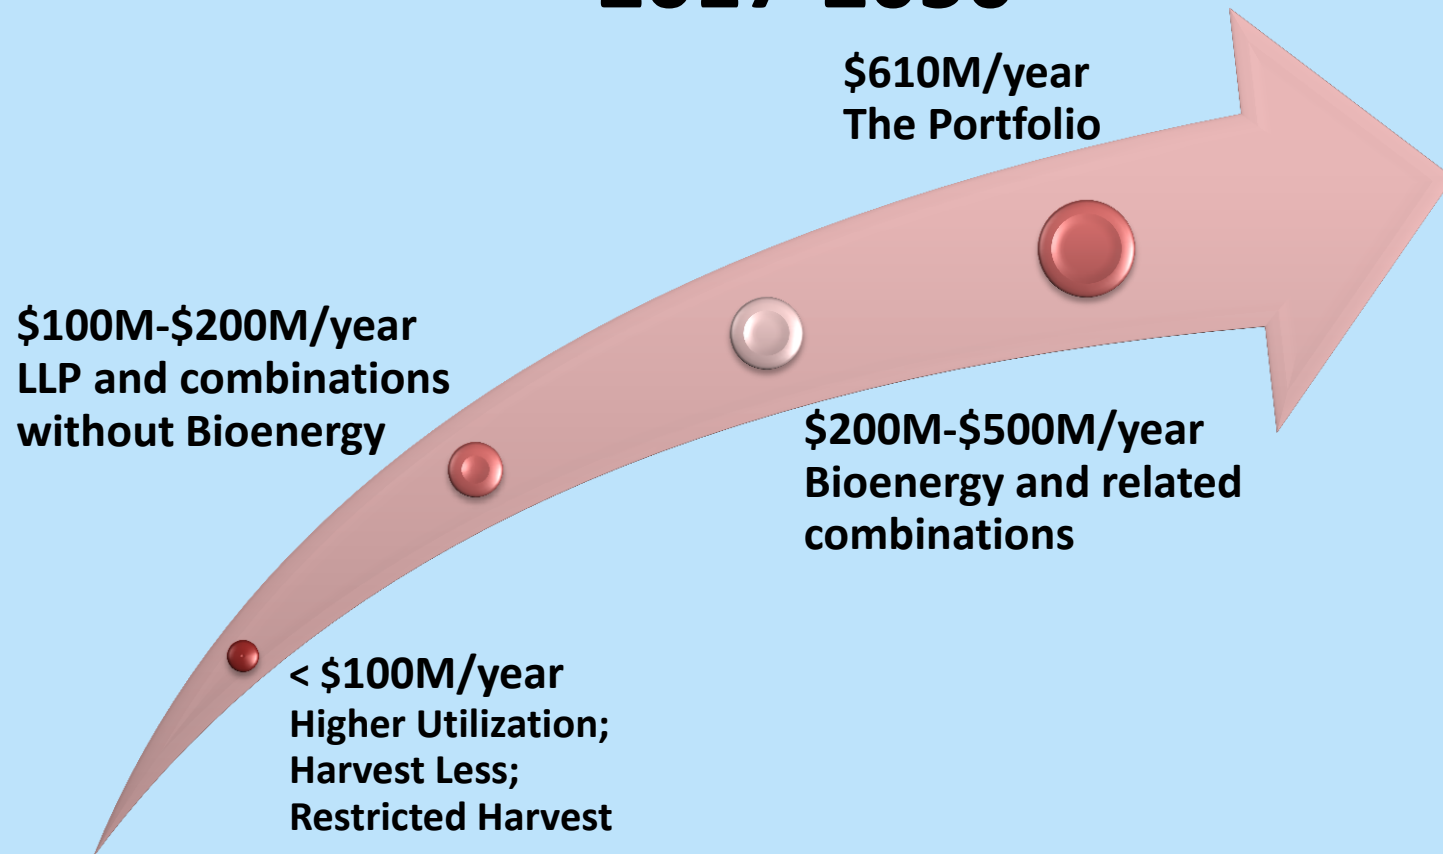 $610M/year
The Portfolio
$100M-$200M/year
LLP and combinations
without Bioenergy
$200M-$500M/year
Bioenergy and related
combinations
< $100M/year
Higher Utilization;
Harvest Less;
Restricted Harvest